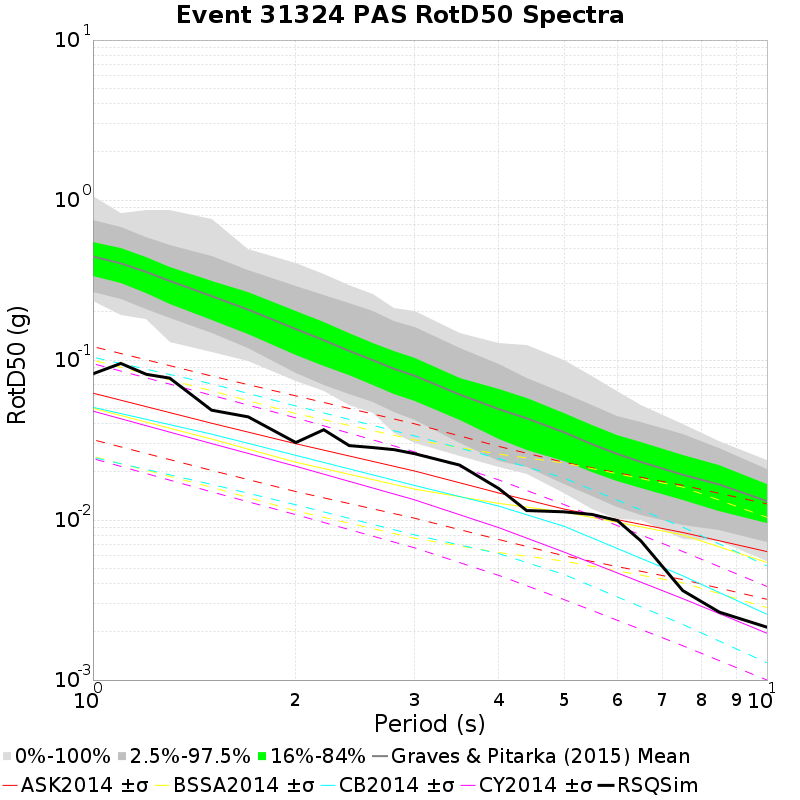 Event 31324 PAS RotD50 Spectra
10^1
10^0
10^-1
10^-2
10^-3
RotD50 (g)
10^0 2 3 4 5 6 7 8 9 10^1
Period (s)
0%-100% 2.5%-97.5% 16%-84% Graves & Pitarka (2015) Mean
ASK2014 ±σ BSSA2014 ±σ CB2014 ±σ CY2014 ±σ RSQSim